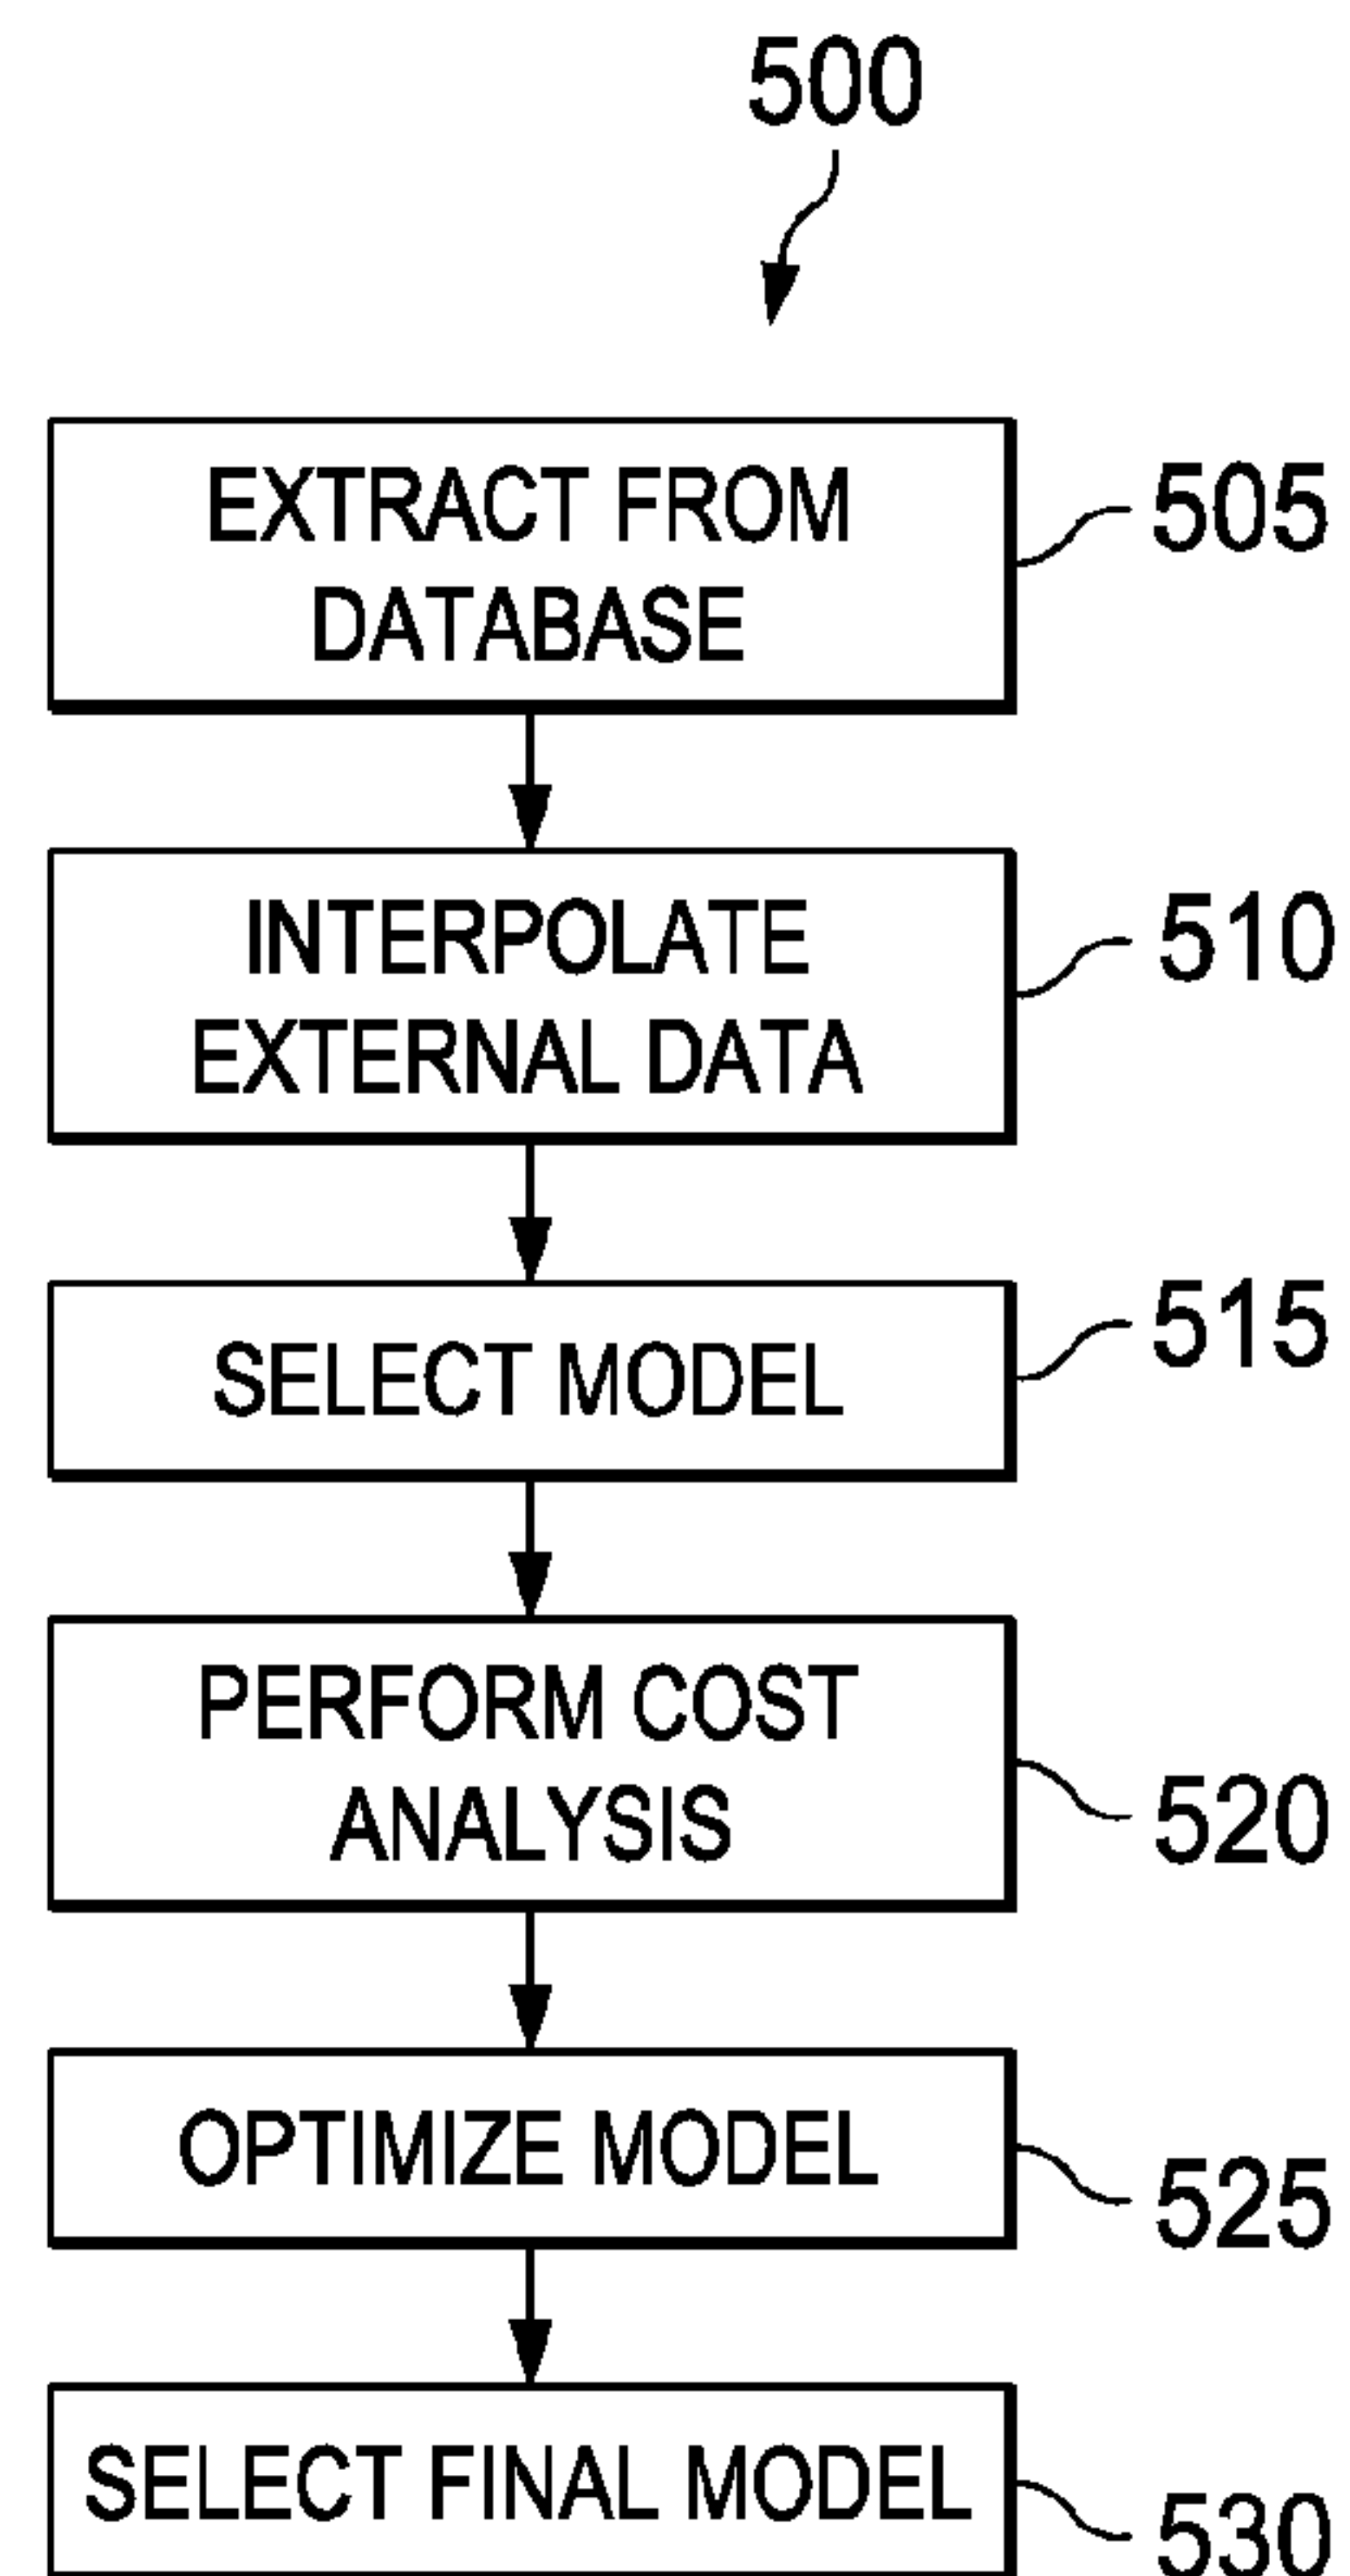 500
EXTRACT FROM
DATABASE
505
INTERPOLATE
EXTERNAL DATA
510
SELECT MODEL
515
PERFORM COST
ANALYSIS
520
OPTIMIZE MODEL
525
SELECT FINAL MODEL
530